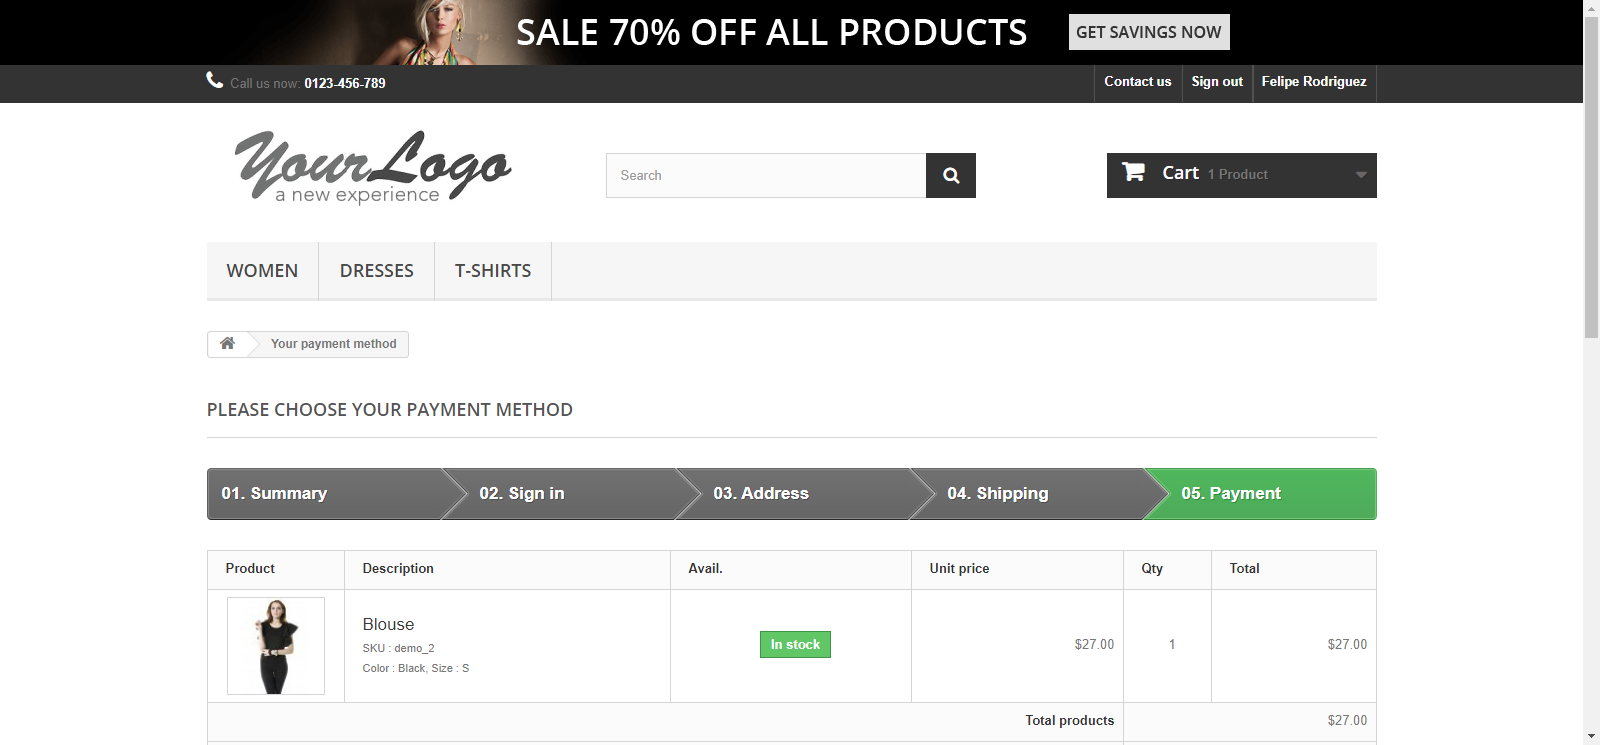 SALE 70% OFF ALL PRODUCTS GET SAVINGS NOW
Call us now: 0123-456-789 Contact us Sign out Felipe Rodriguez
YourLogo
a new experience
Search Cart 1 Product
WOMEN DRESSES T-SHIRTS
Your payment method
PLEASE CHOOSE YOUR PAYMENT METHOD
01. Summary 02. Sign in 03. Address 04. Shipping 05. Payment
Product Description Avail. Unit price Qty Total
Blouse
SKU : demo_2
Color : Black, Size : S
In stock $27.00 1 $27.00
Total products $27.00